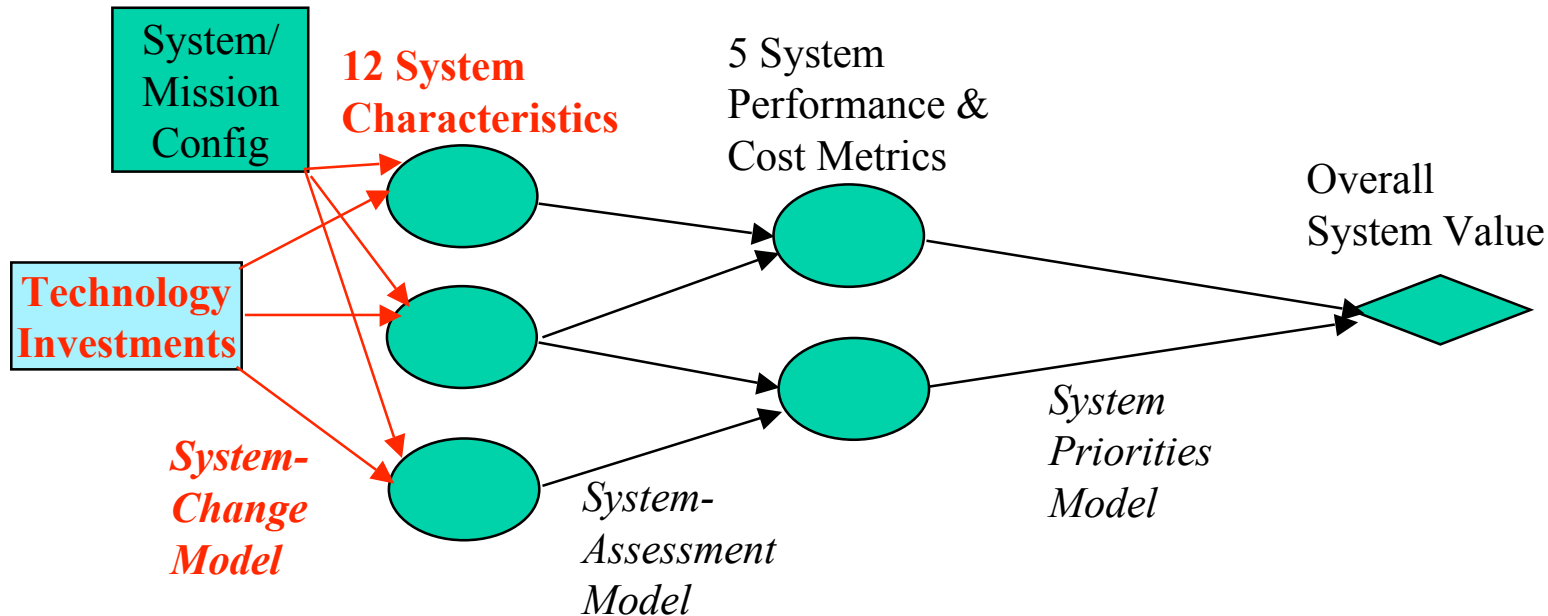 System/
Mission
Config
12 System
Characteristics
5 System
Performance &
Cost Metrics
Overall
System Value
Technology
Investments
System-
Change
Model
System-
Assessment
Model
System
Priorities
Model